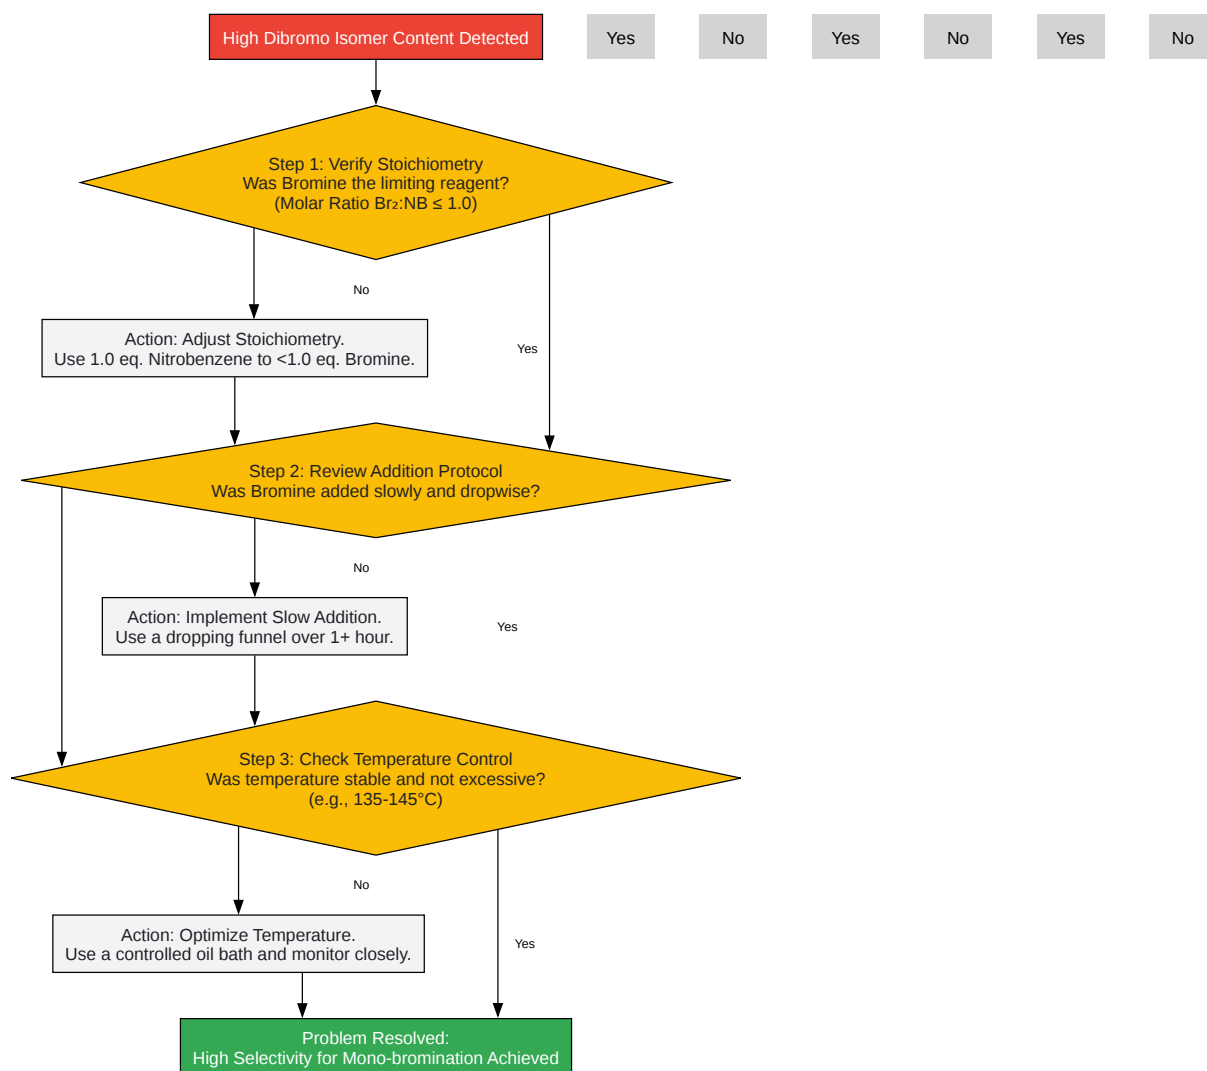 High Dibromo Isomer Content Detected
Yes
No
Yes
No
Yes
No
Step 1: Verify Stoichiometry
Was Bromine the limiting reagent?
(Molar Ratio Br₂:NB ≤ 1.0)
No
Action: Adjust Stoichiometry.
Use 1.0 eq. Nitrobenzene to <1.0 eq. Bromine.
Yes
Step 2: Review Addition Protocol
Was Bromine added slowly and dropwise?
No
Action: Implement Slow Addition.
Use a dropping funnel over 1+ hour.
Yes
Step 3: Check Temperature Control
Was temperature stable and not excessive?
(e.g., 135-145°C)
No
Action: Optimize Temperature.
Use a controlled oil bath and monitor closely.
Yes
Problem Resolved:
High Selectivity for Mono-bromination Achieved